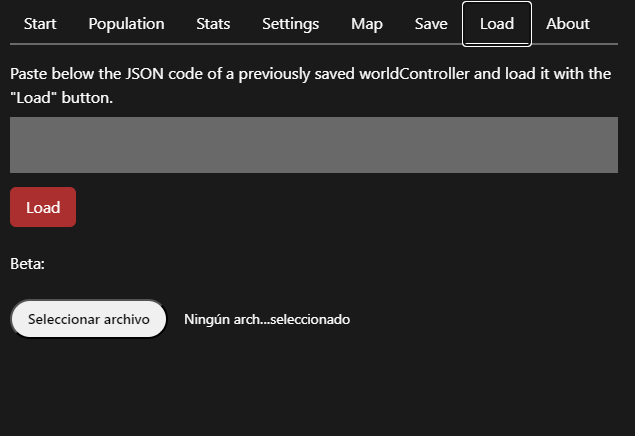 Start Population Stats Settings Map Save Load About
Paste below the JSON code of a previously saved worldController and load it with the
"Load" button.
Load
Beta:
Seleccionar archivo Ningún arch...seleccionado